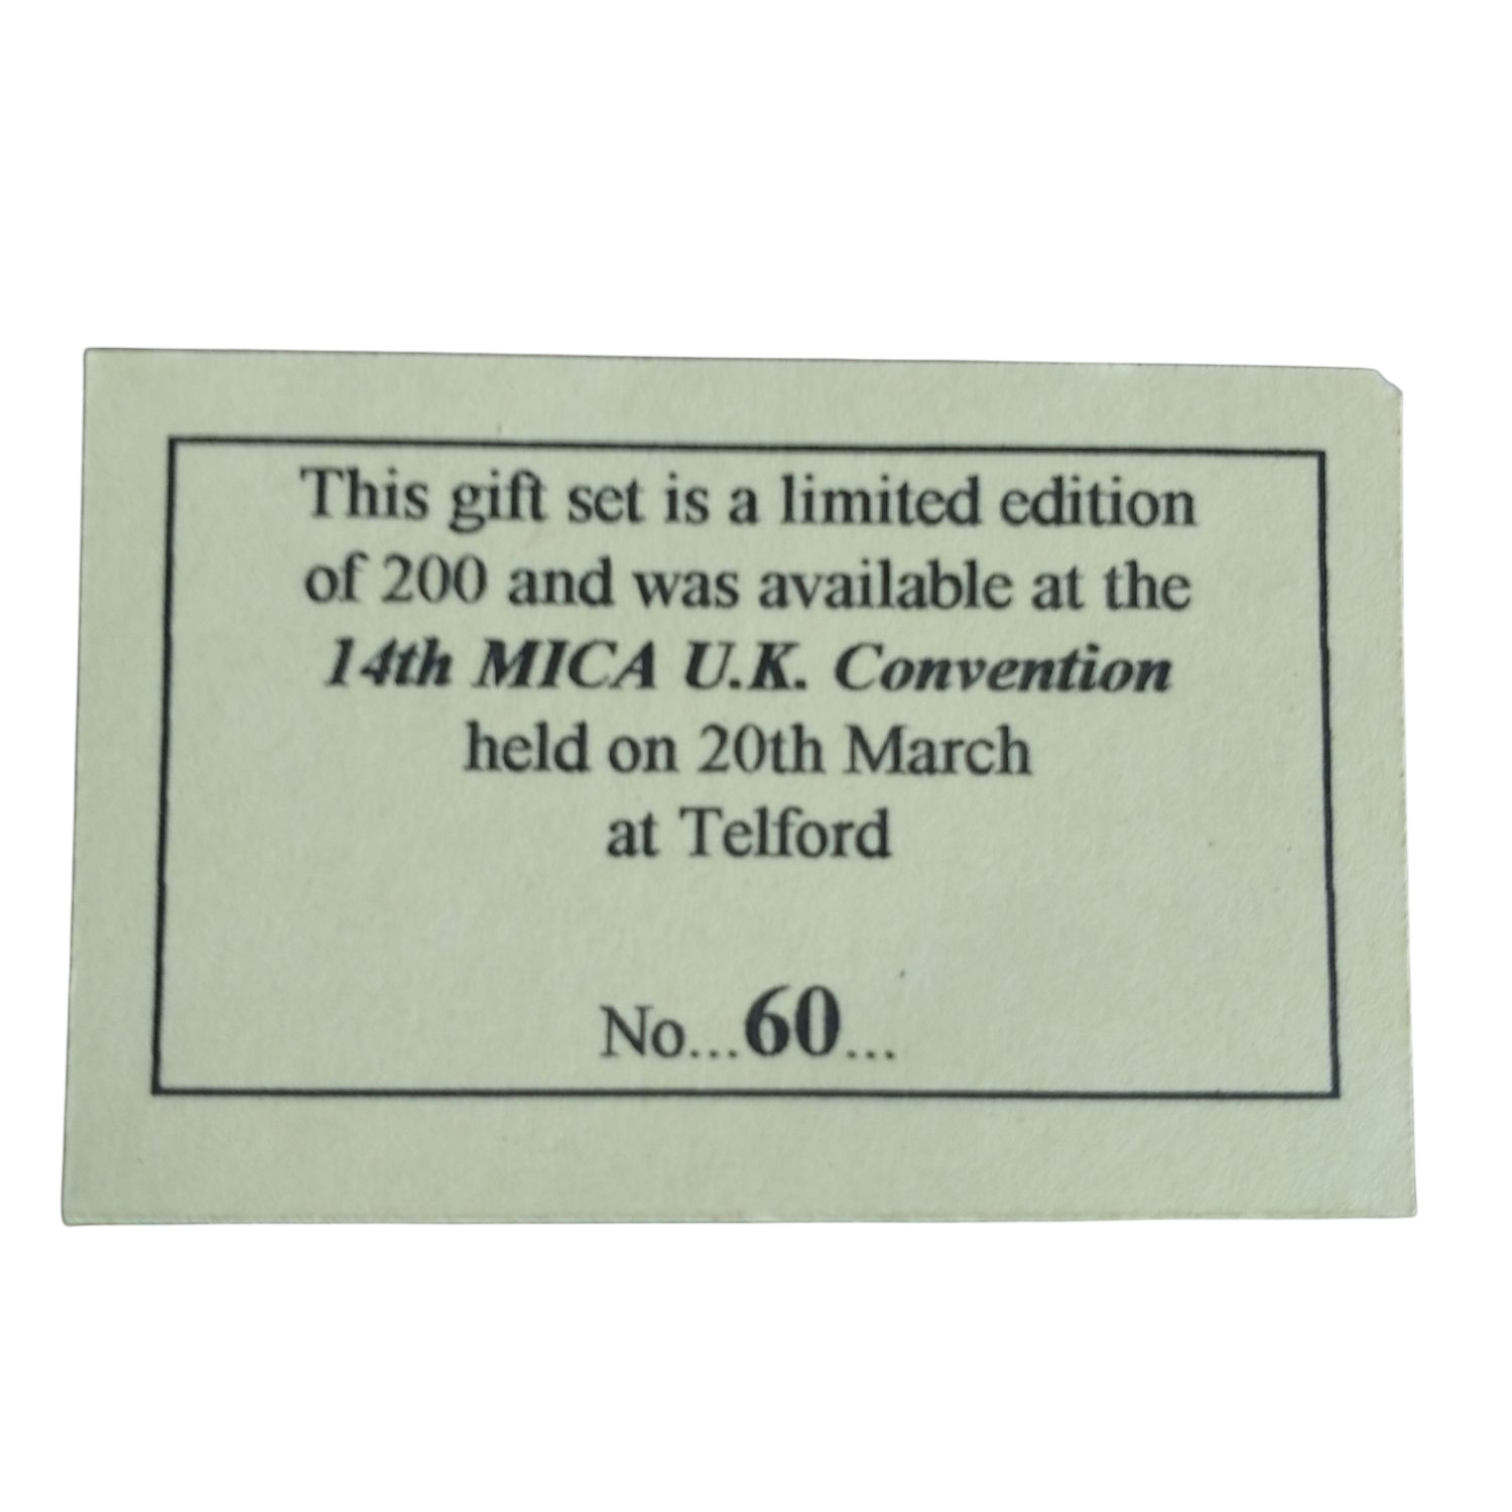 This gift set is a limited edition
of 200 and was available at the
14th MICA U.K. Convention
held on 20th March
at Telford
No...60...